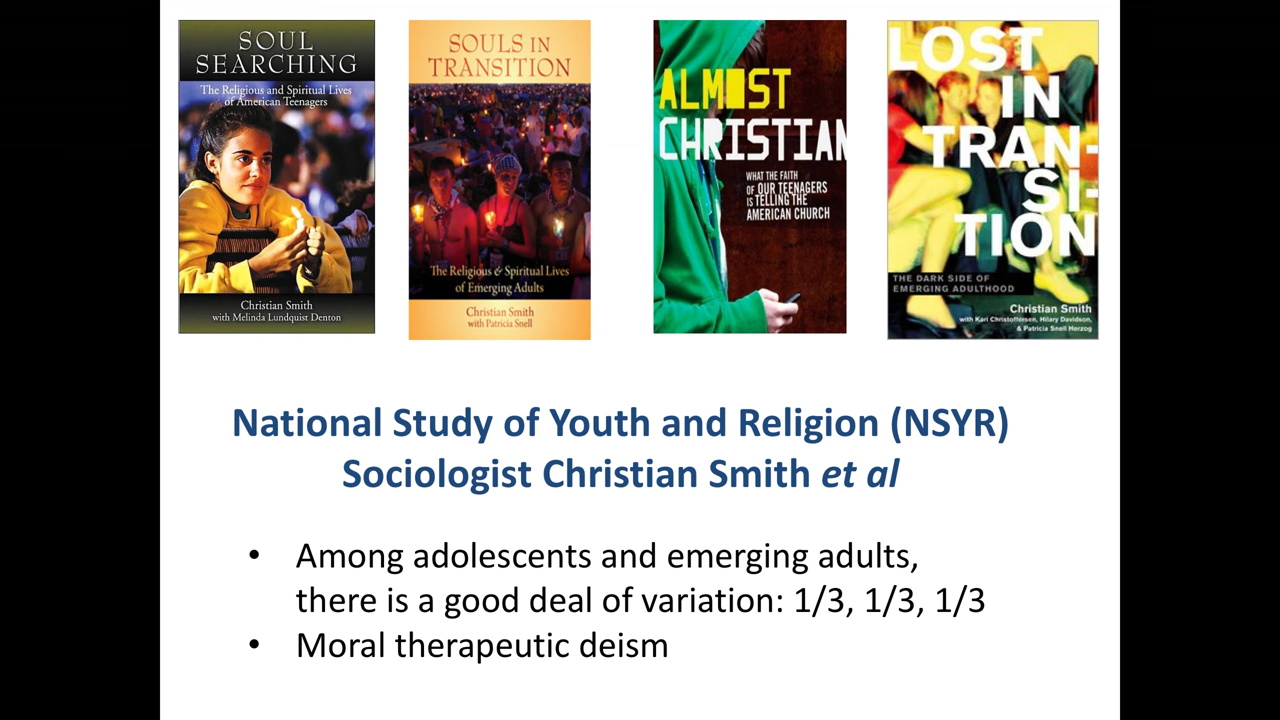 SOUL
SEARCHING
The Religious and Spiritual Lives
of American Teenagers
Christian Smith
with Melinda Lundquist Denton
SOULS IN
TRANSITION
The Religious & Spiritual Lives
of Emerging Adults
Christian Smith
with Patricia Snell
ALMOST
CHRISTIAN
WHAT THE FAITH
OF OUR TEENAGERS
IS TELLING THE
AMERICAN CHURCH
LOST
IN
TRAN-
SI-
TION
THE DARK SIDE OF
EMERGING ADULTHOOD
Christian Smith
with Kari Christoffersen, Hilary Davidson,
& Patricia Snell Herzog
National Study of Youth and Religion (NSYR)
Sociologist Christian Smith et al
• Among adolescents and emerging adults,
there is a good deal of variation: 1/3, 1/3, 1/3
• Moral therapeutic deism